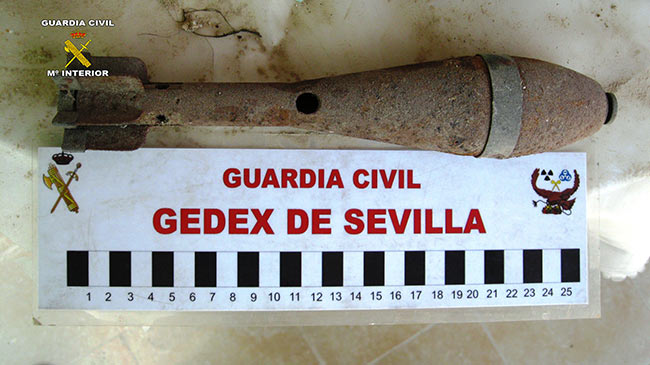 GUARDIA CIVIL
Mº INTERIOR
GUARDIA CIVIL
GEDEX DE SEVILLA
1 2 3 4 5 6 7 8 9 10 11 12 13 14 15 16 17 18 19 20 21 22 23 24 25